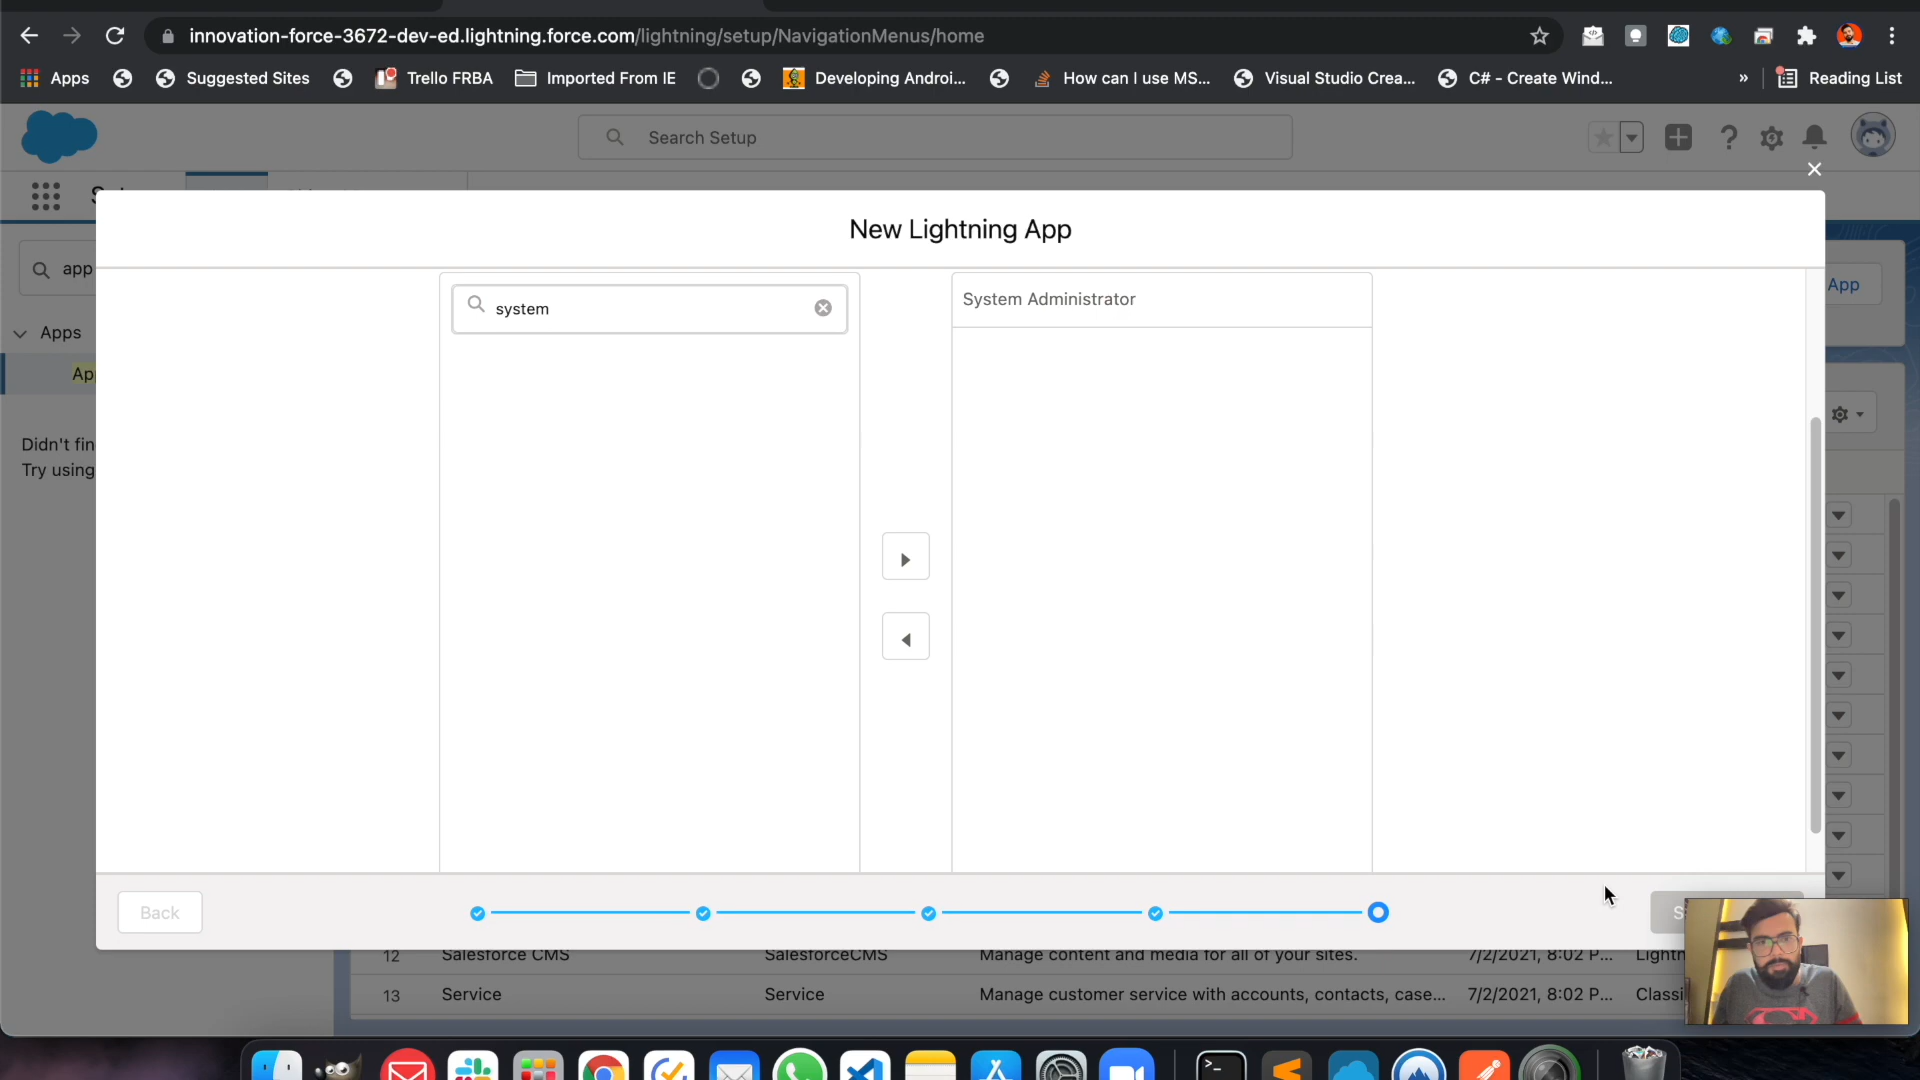 innovation-force-3672-dev-ed.lightning.force.com/lightning/setup/NavigationMenus/home
Apps
Suggested Sites
Trello FRBA
Imported From IE
Developing Androi...
How can I use MS...
Visual Studio Crea...
C# - Create Wind...
»
Reading List
Search Setup
New Lightning App
app
system
System Administrator
App
Apps
Didn't fin
Try using
Back
12 Salesforce CMS SalesforceCMS Manage content and media for all of your sites. 7/2/2021, 8:02 P... Lightn
13 Service Service Manage customer service with accounts, contacts, case... 7/2/2021, 8:02 P... Classi